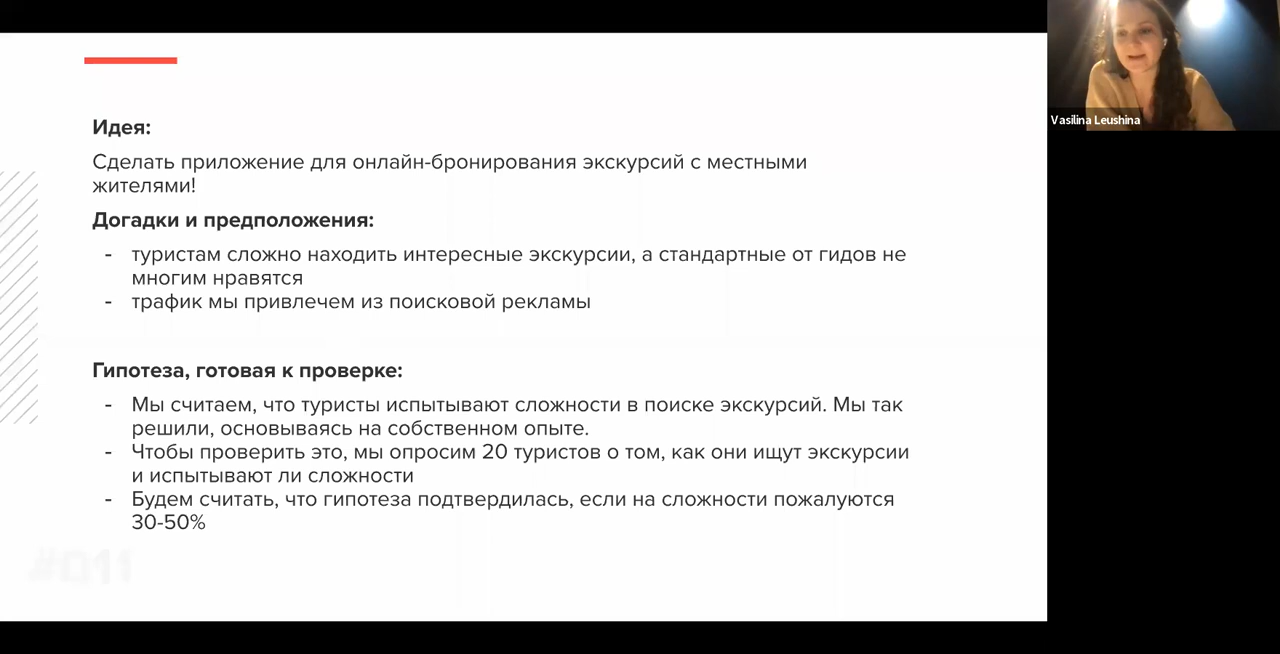 Идея:
Сделать приложение для онлайн-бронирования экскурсий с местными
жителями!
Догадки и предположения:
- туристам сложно находить интересные экскурсии, а стандартные от гидов не
многим нравятся
- трафик мы привлечем из поисковой рекламы
Гипотеза, готовая к проверке:
- Мы считаем, что туристы испытывают сложности в поиске экскурсий. Мы так
решили, основываясь на собственном опыте.
- Чтобы проверить это, мы опросим 20 туристов о том, как они ищут экскурсии
и испытывают ли сложности
- Будем считать, что гипотеза подтвердилась, если на сложности пожалуются
30-50%
#011
Vasilina Leushina